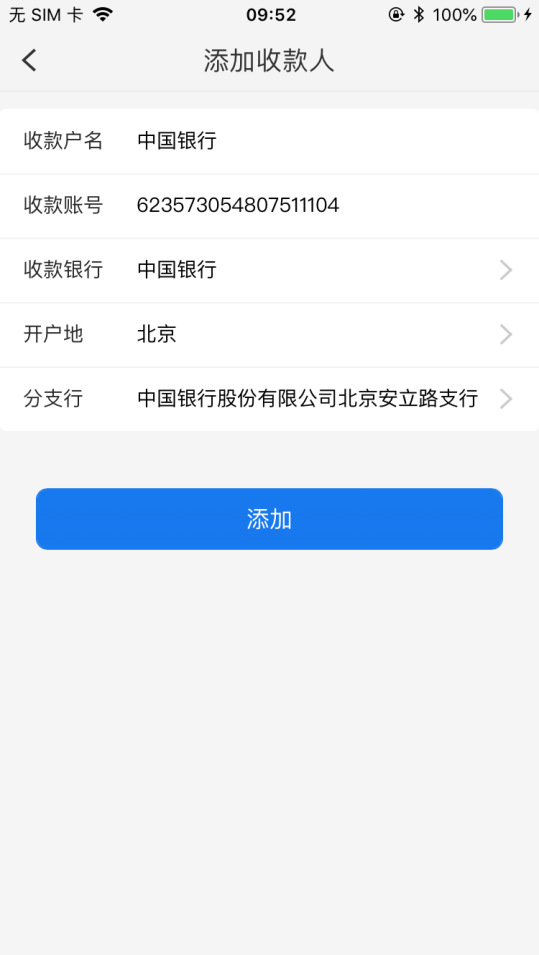 无 SIM 卡 09:52 100%
添加收款人
收款户名 中国银行
收款账号 623573054807511104
收款银行 中国银行
开户地 北京
分支行 中国银行股份有限公司北京安立路支行
添加